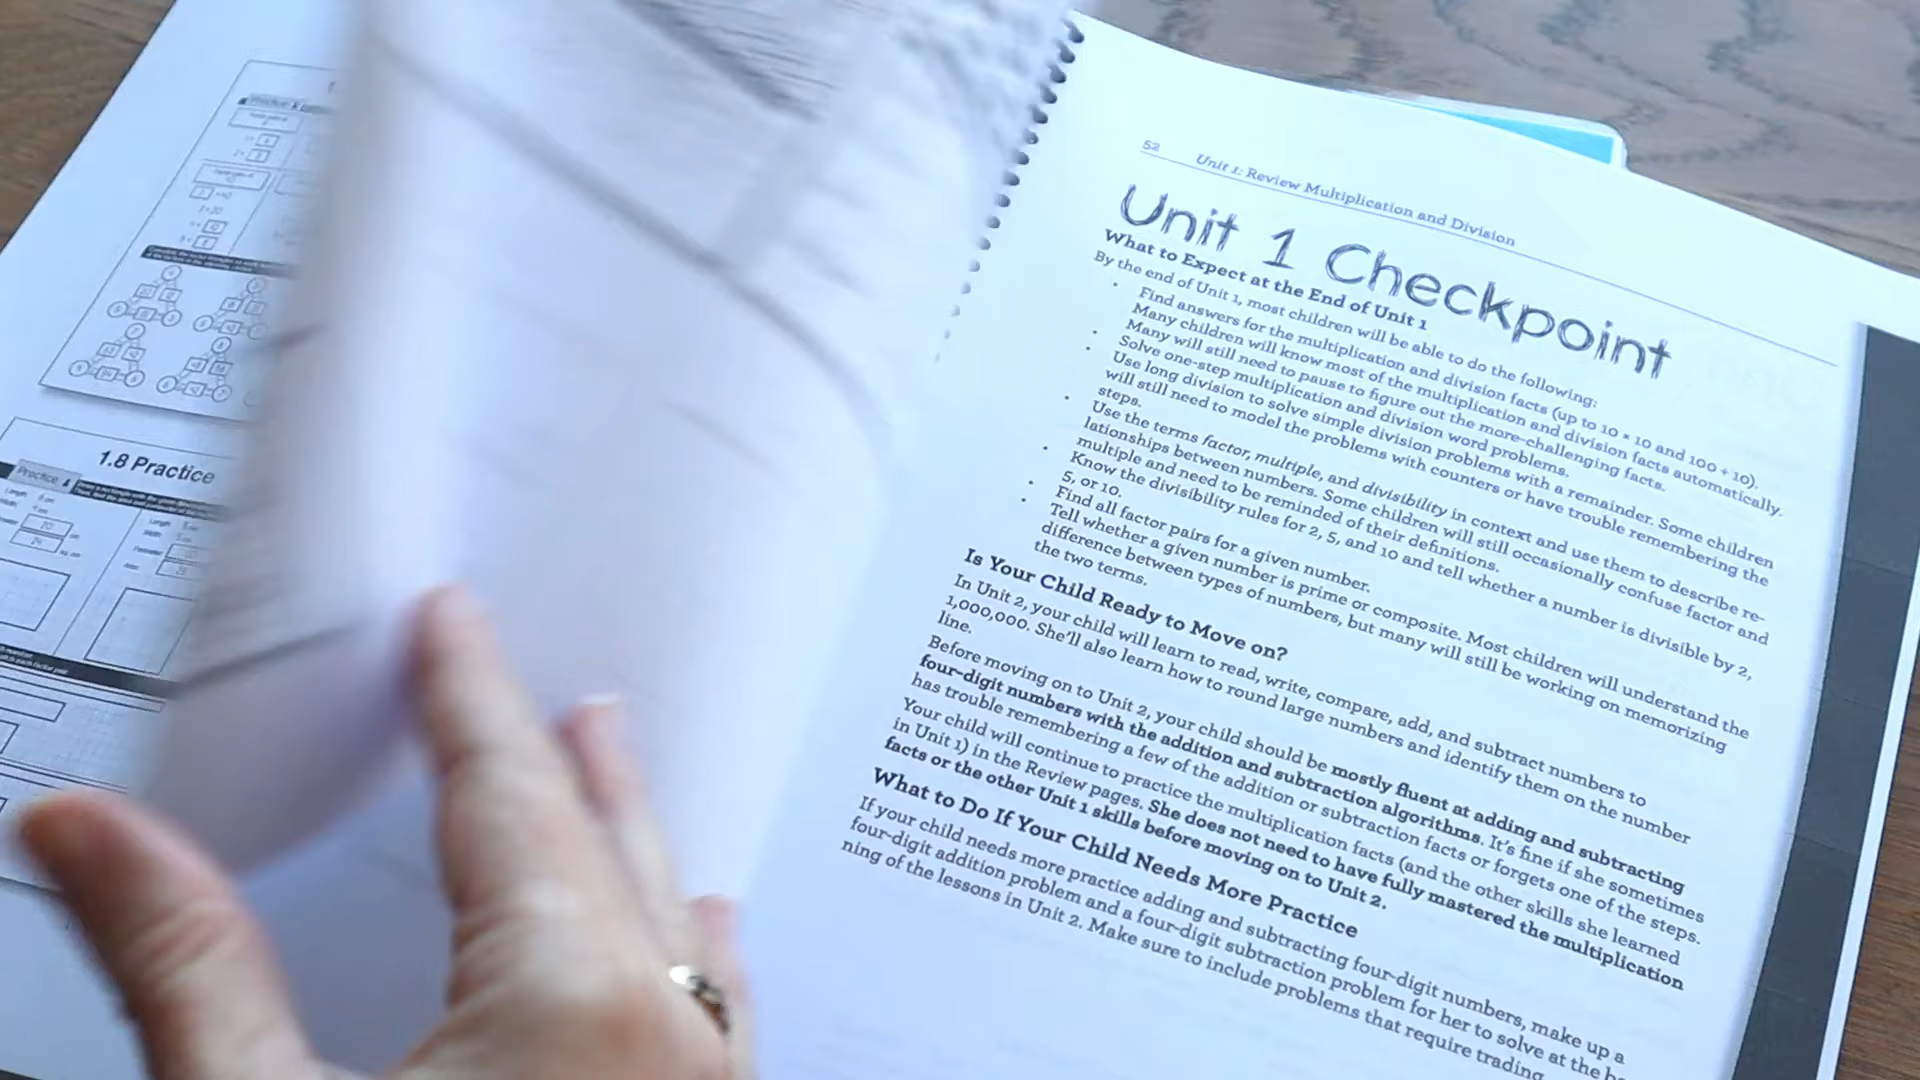 1.8 Practice
52 Unit 1: Review Multiplication and Division
Unit 1 Checkpoint
What to Expect at the End of Unit 1
By the end of Unit 1, most children will be able to do the following:
• Find answers for the multiplication and division facts (up to 10 × 10 and 100 ÷ 10).
Many children will know most of the multiplication and division facts automatically.
Many will still need to pause to figure out the more-challenging facts.
• Solve one-step multiplication and division word problems.
• Use long division to solve simple division problems with a remainder. Some children
will still need to model the problems with counters or have trouble remembering the
steps.
• Use the terms factor, multiple, and divisibility in context and use them to describe re-
lationships between numbers. Some children will still occasionally confuse factor and
multiple and need to be reminded of their definitions.
• Know the divisibility rules for 2, 5, and 10 and tell whether a number is divisible by 2,
5, or 10.
• Find all factor pairs for a given number.
• Tell whether a given number is prime or composite. Most children will understand the
difference between types of numbers, but many will still be working on memorizing
the two terms.
Is Your Child Ready to Move on?
In Unit 2, your child will learn to read, write, compare, add, and subtract numbers to
1,000,000. She'll also learn how to round large numbers and identify them on the number
line.
Before moving on to Unit 2, your child should be mostly fluent at adding and subtracting
four-digit numbers with the addition and subtraction algorithms. It's fine if she sometimes
has trouble remembering a few of the addition or subtraction facts or forgets one of the steps.
Your child will continue to practice the multiplication facts (and the other skills she learned
in Unit 1) in the Review pages. She does not need to have fully mastered the multiplication
facts or the other Unit 1 skills before moving on to Unit 2.
What to Do If Your Child Needs More Practice
If your child needs more practice adding and subtracting four-digit numbers, make up a
four-digit addition problem and a four-digit subtraction problem for her to solve at the
ning of the lessons in Unit 2. Make sure to include problems that require trading